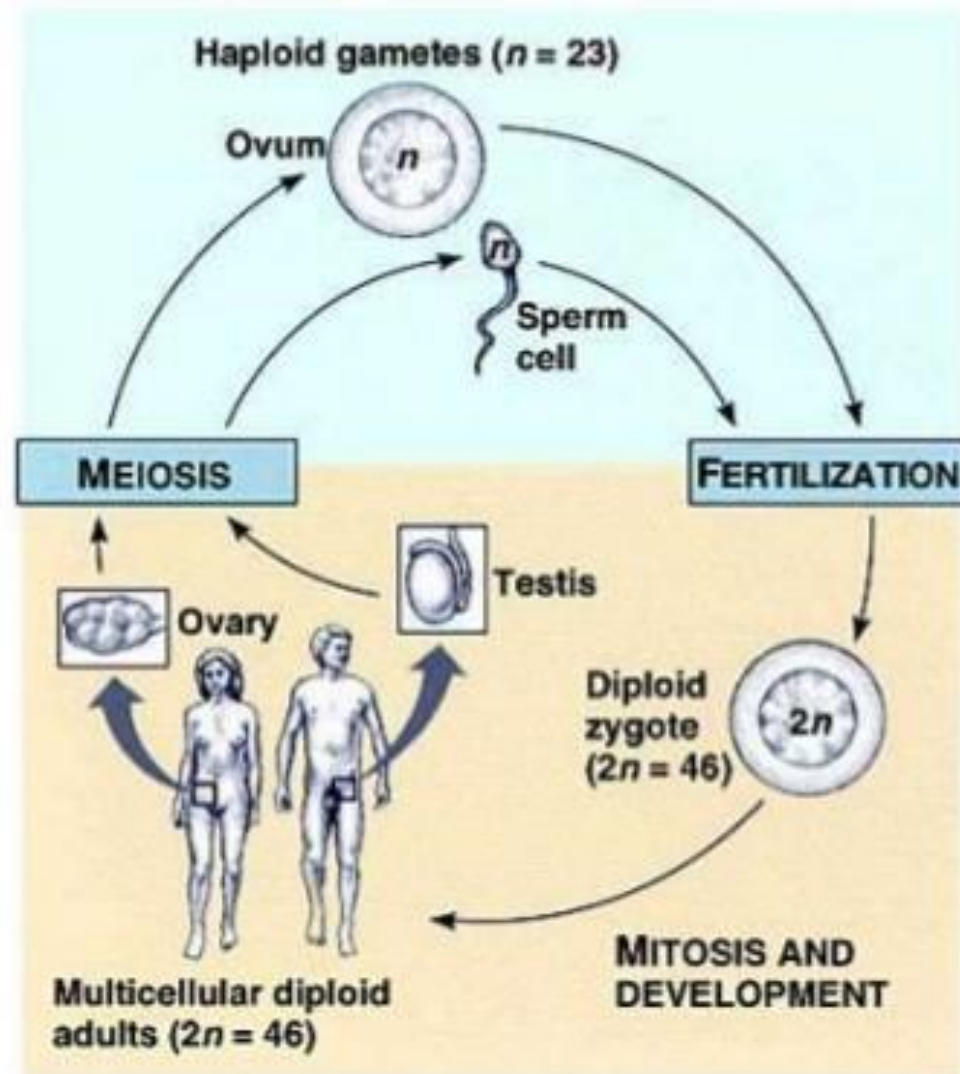 Haploid gametes (n = 23)
Ovum
n
n
Sperm
cell
MEIOSIS
FERTILIZATION
Ovary
Testis
Diploid
zygote
(2n = 46)
2n
MITOSIS AND
DEVELOPMENT
Multicellular diploid
adults (2n = 46)